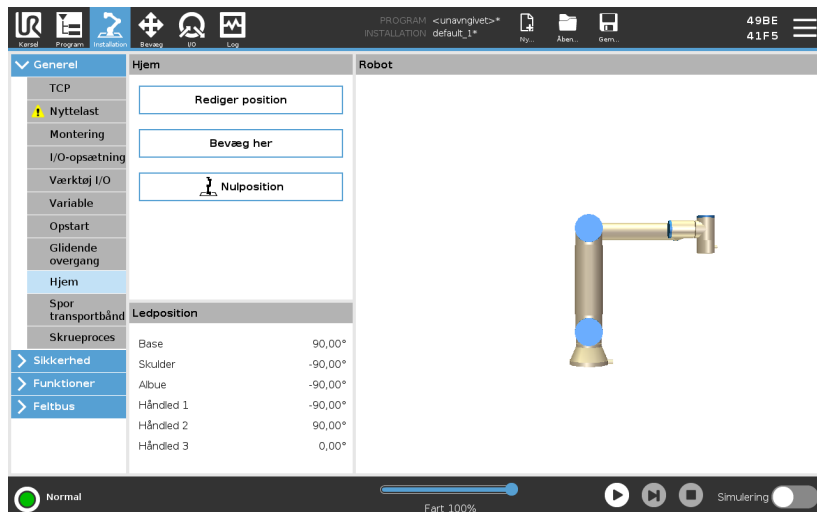 UR
Kørsel
Program
Installation
Bevæg
I/O
Log
PROGRAM <unavngivet>*
INSTALLATION default_1*
Ny...
Åben...
Gem...
49BE
41F5
Generel
TCP
Nyttelast
Montering
I/O-opsætning
Værktøj I/O
Variable
Opstart
Glidende
overgang
Hjem
Spor
transportbånd
Skrueproces
Sikkerhed
Funktioner
Feltbus
Hjem
Rediger position
Bevæg her
Nulposition
Ledposition
Base 90,00°
Skulder -90,00°
Albue -90,00°
Håndled 1 -90,00°
Håndled 2 90,00°
Håndled 3 0,00°
Robot
Normal
Fart 100%
Simulering